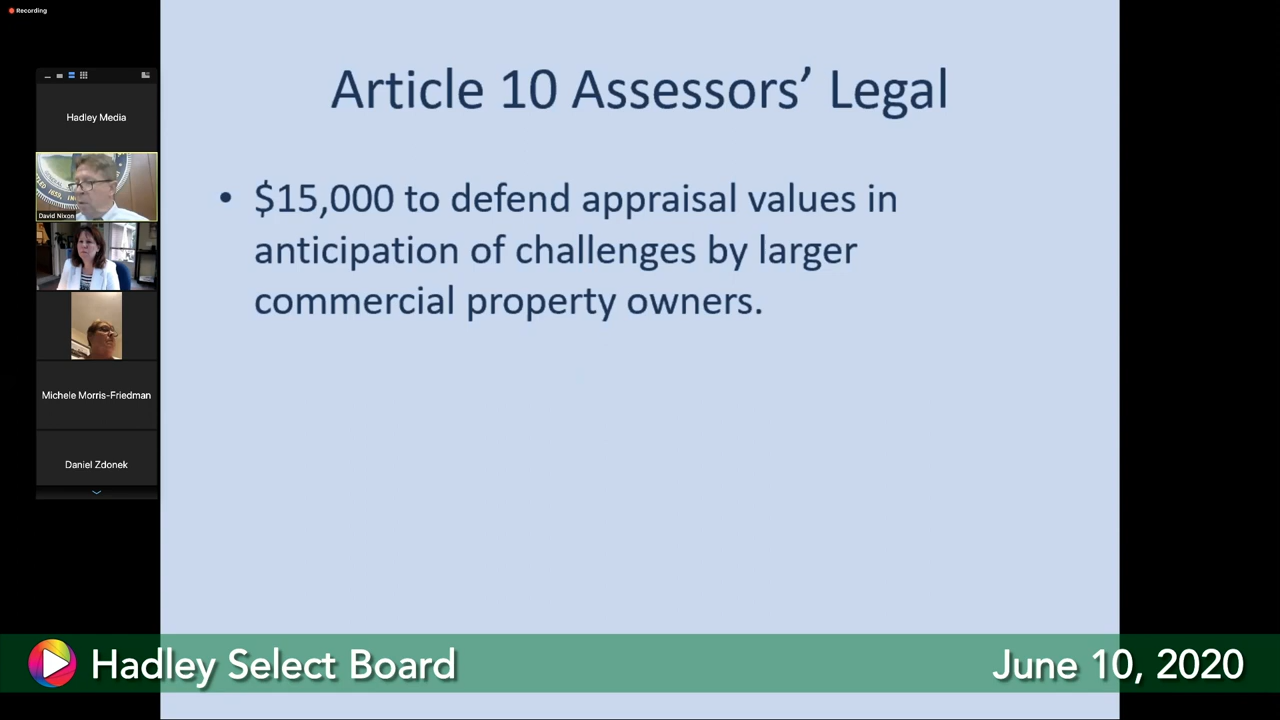 Recording
Hadley Media
David Nixon
Michele Morris-Friedman
Daniel Zdonek
Article 10 Assessors’ Legal
• $15,000 to defend appraisal values in
anticipation of challenges by larger
commercial property owners.
Hadley Select Board
June 10, 2020